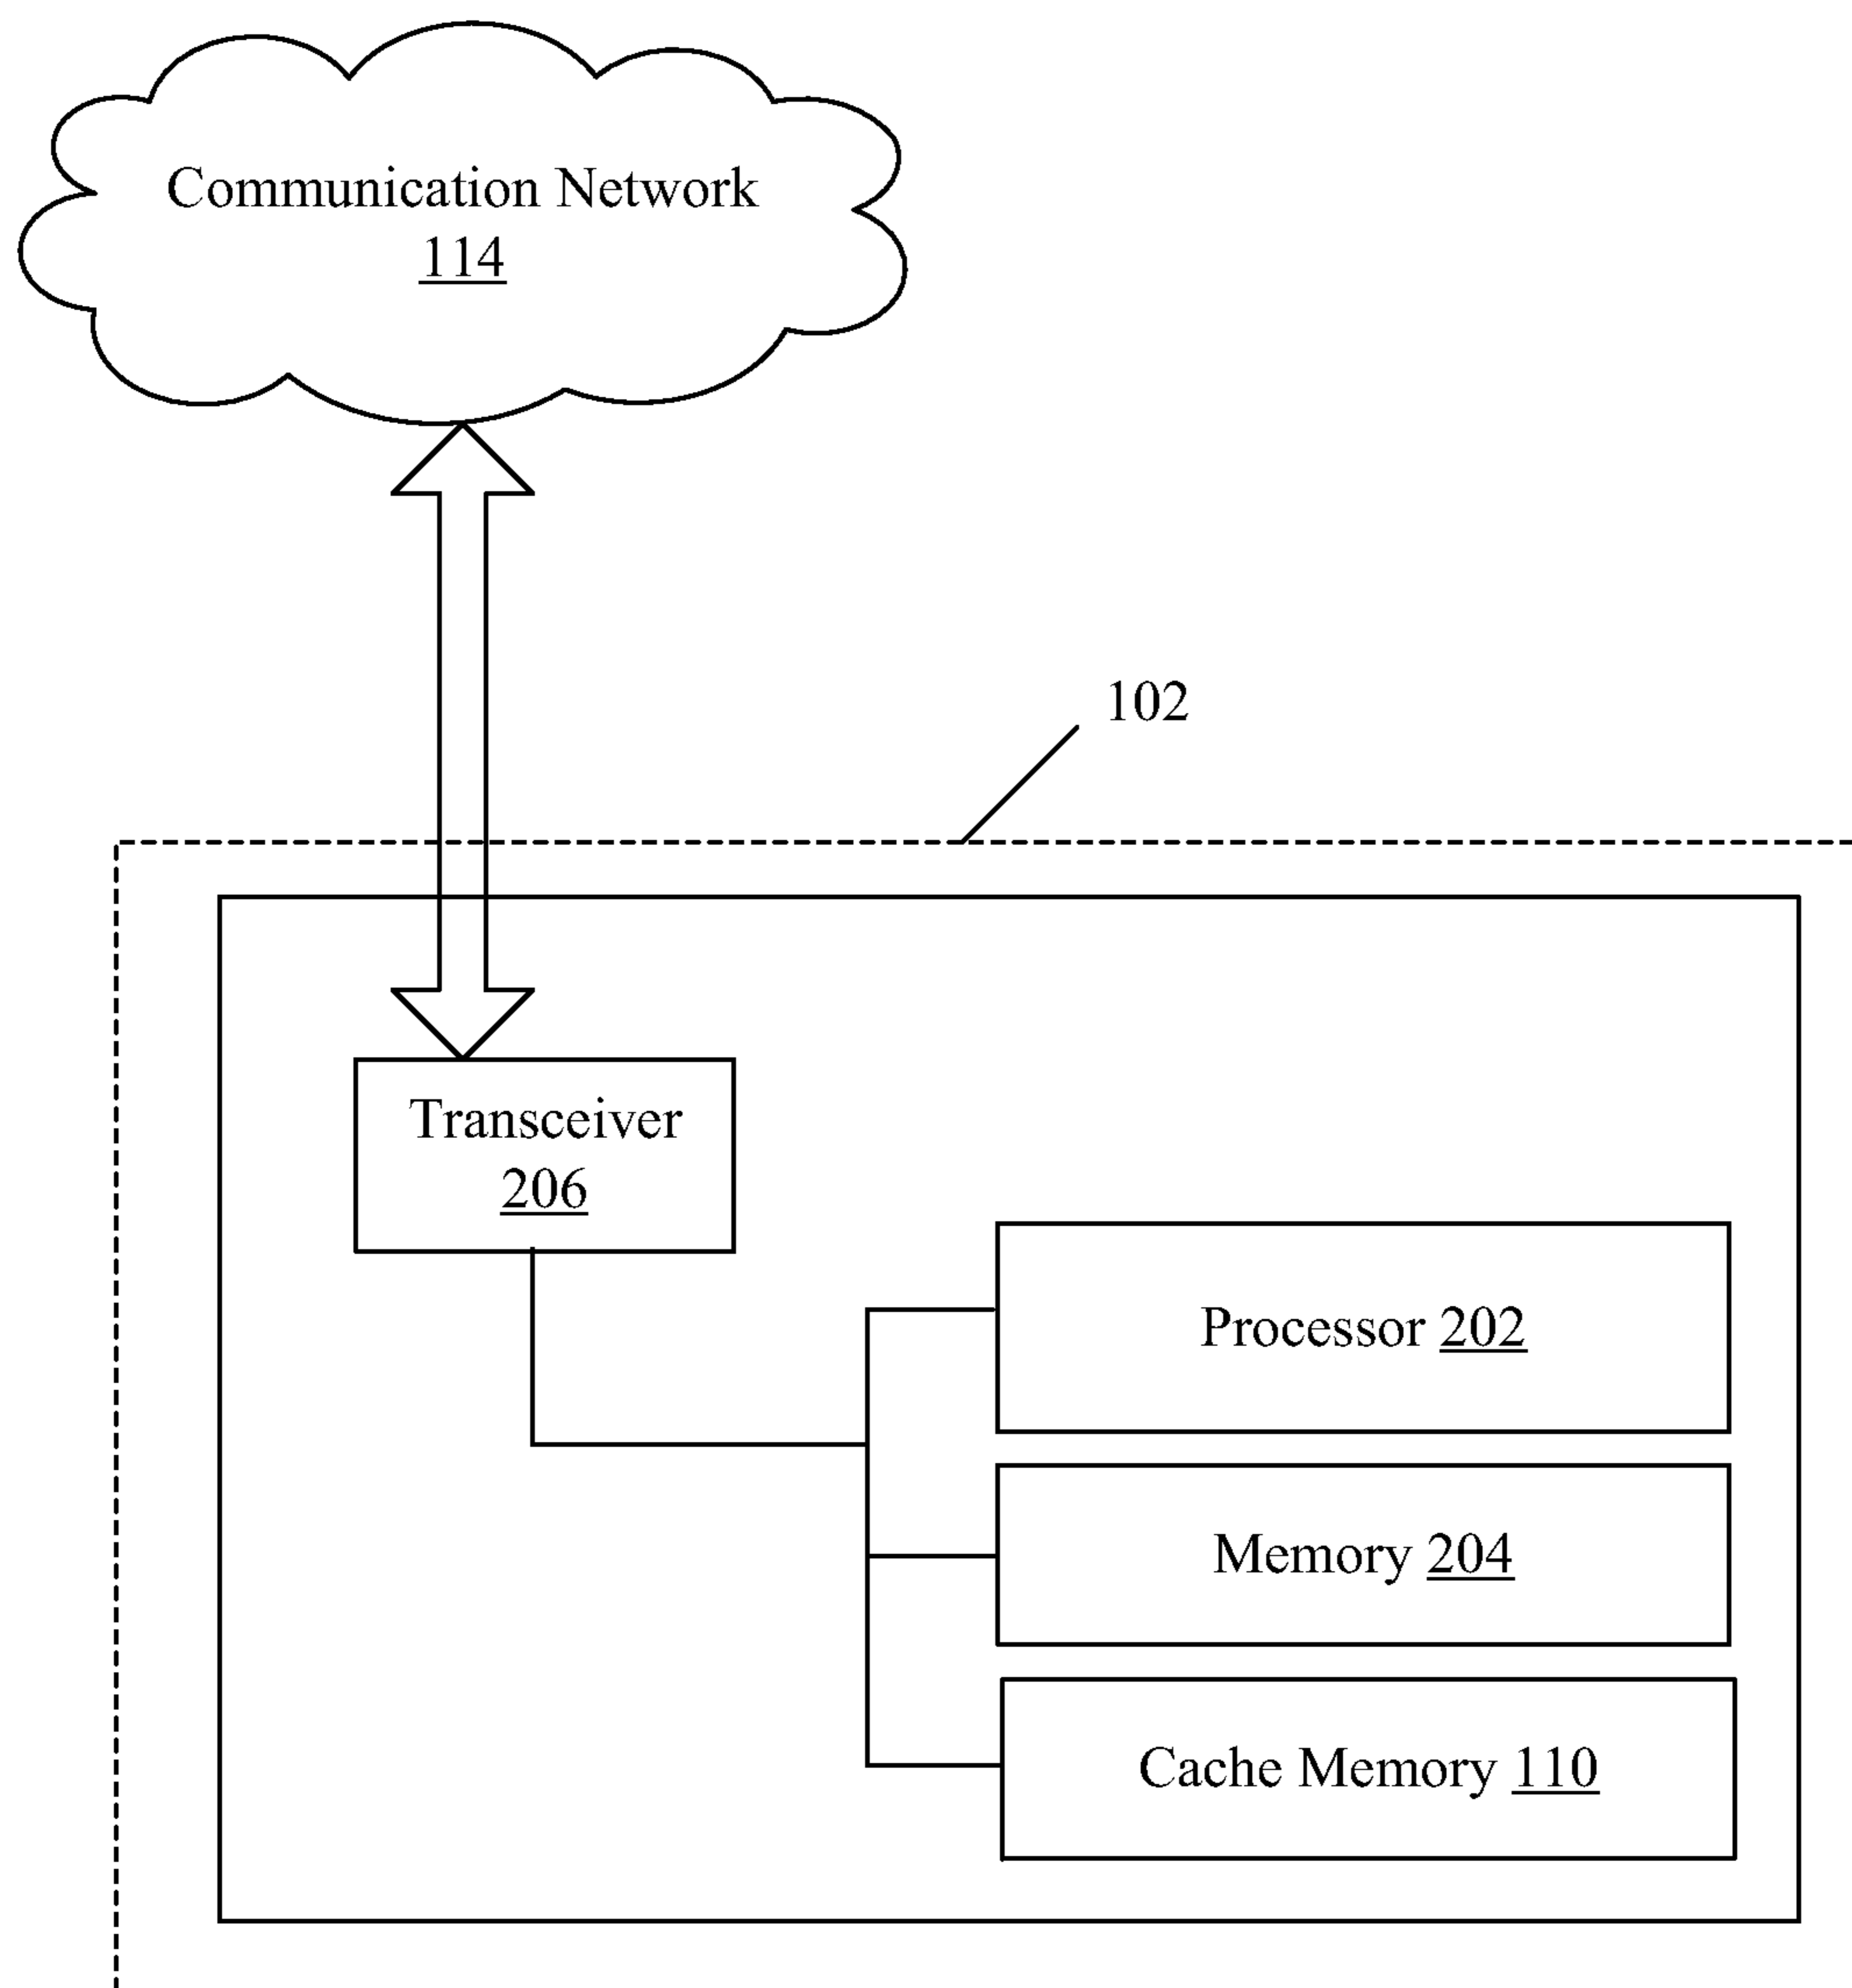 Communication Network
114
102
Transceiver
206
Processor 202
Memory 204
Cache Memory 110